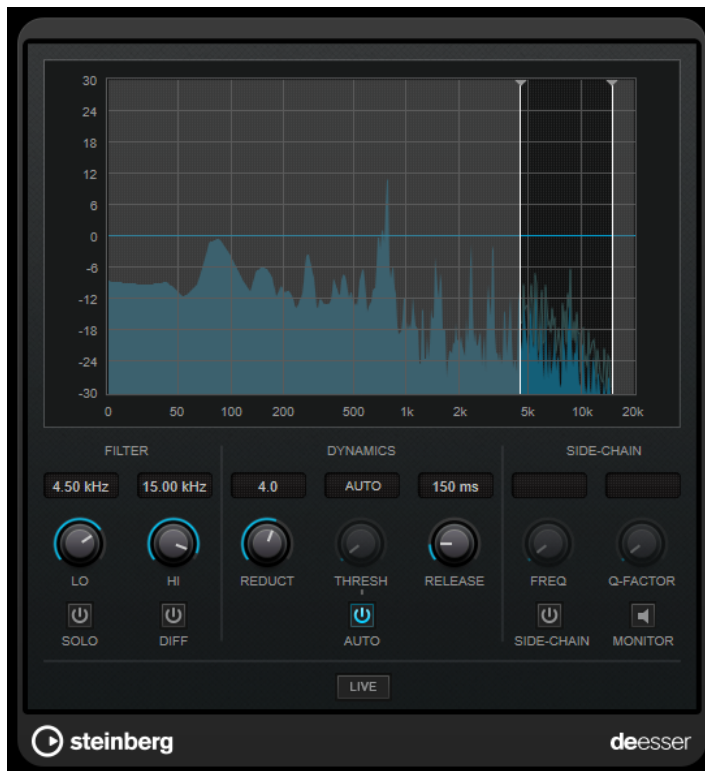 30
24
18
12
6
0
-6
-12
-18
-24
-30
0 50 100 200 500 1k 2k 5k 10k 20k
FILTER DYNAMICS SIDE-CHAIN
4.50 kHz 15.00 kHz 4.0 AUTO 150 ms
LO HI REDUCT THRESH RELEASE FREQ Q-FACTOR
SOLO DIFF AUTO SIDE-CHAIN MONITOR
LIVE
steinberg deesser